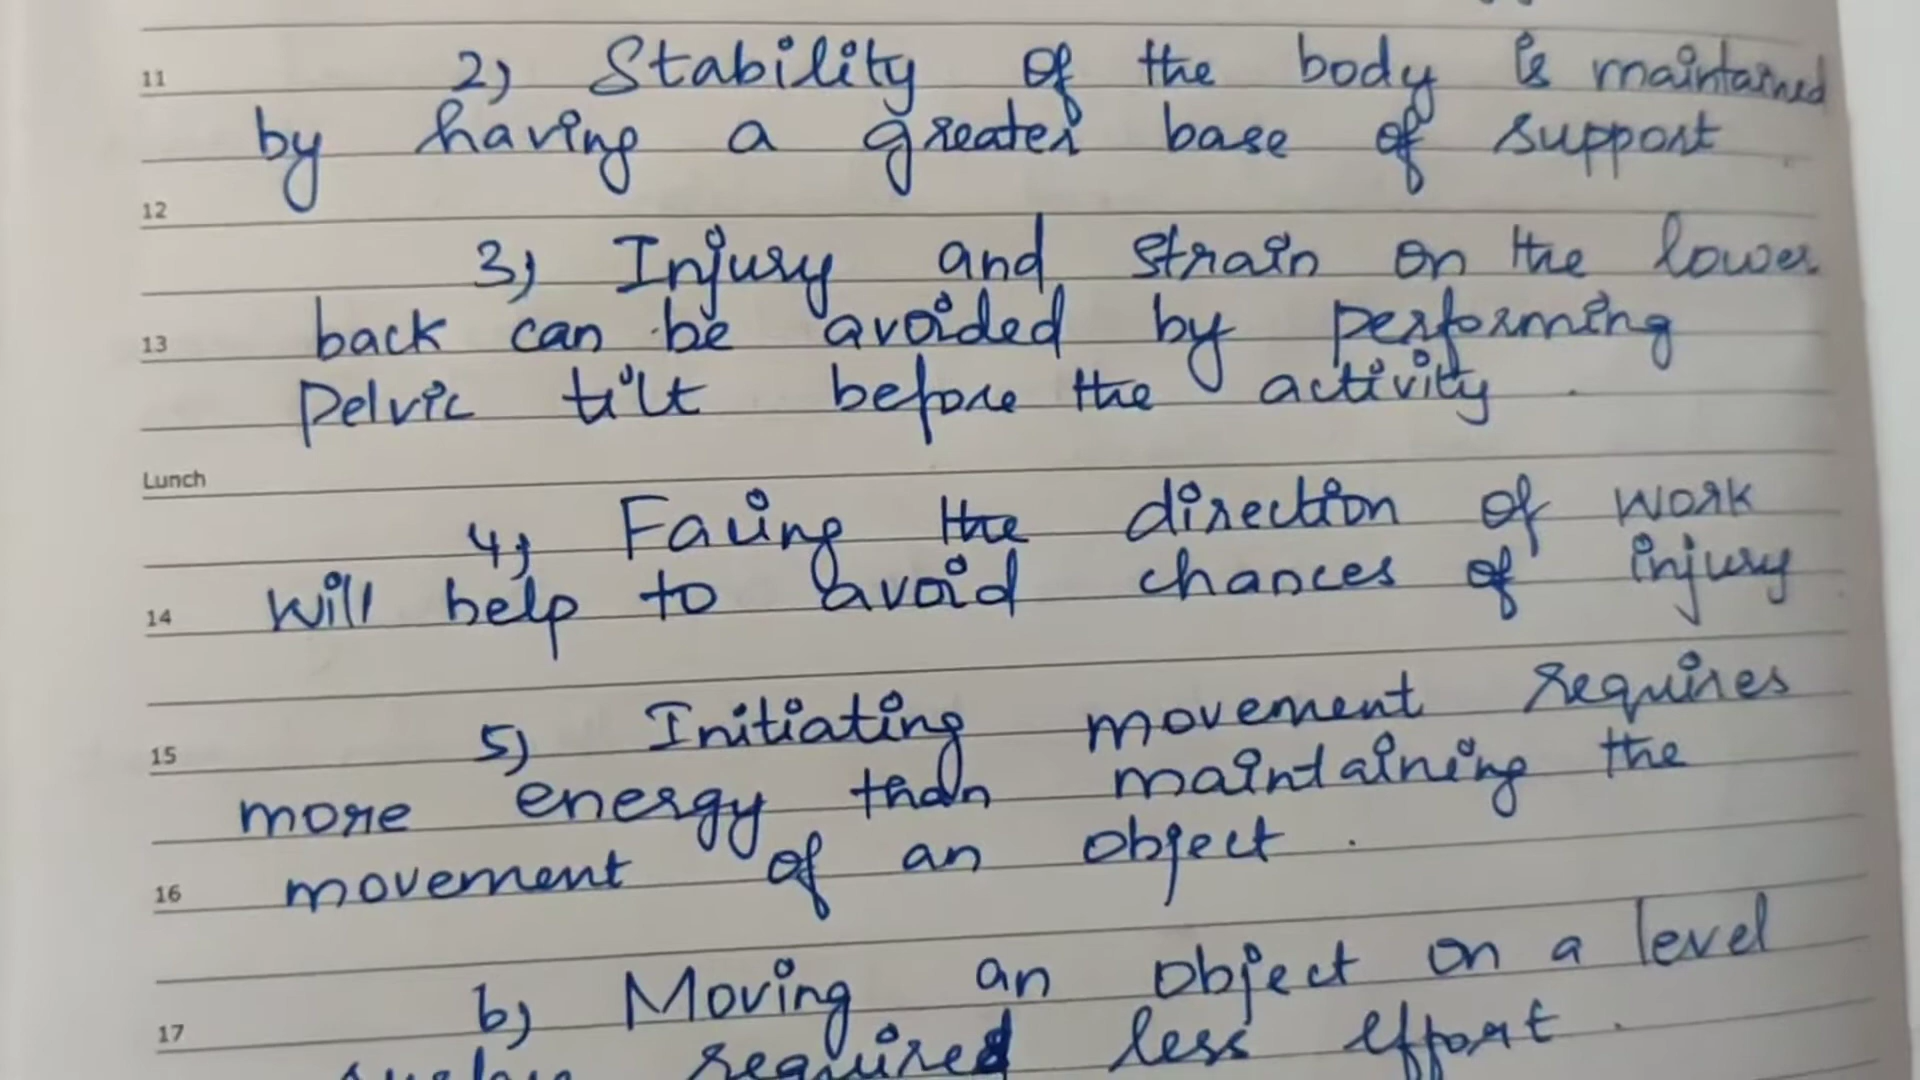 11
2) Stability of the body is maintained
by having a greater base of support
12
3) Injury and strain on the lower
13 back can be avoided by performing
Pelvic tilt before the activity.
Lunch
4) Facing the direction of work
14 will help to avoid chances of injury
5) Initiating movement requires
15
more energy than maintaining the
16 movement of an object.
6) Moving an object on a level
17
required less effort.